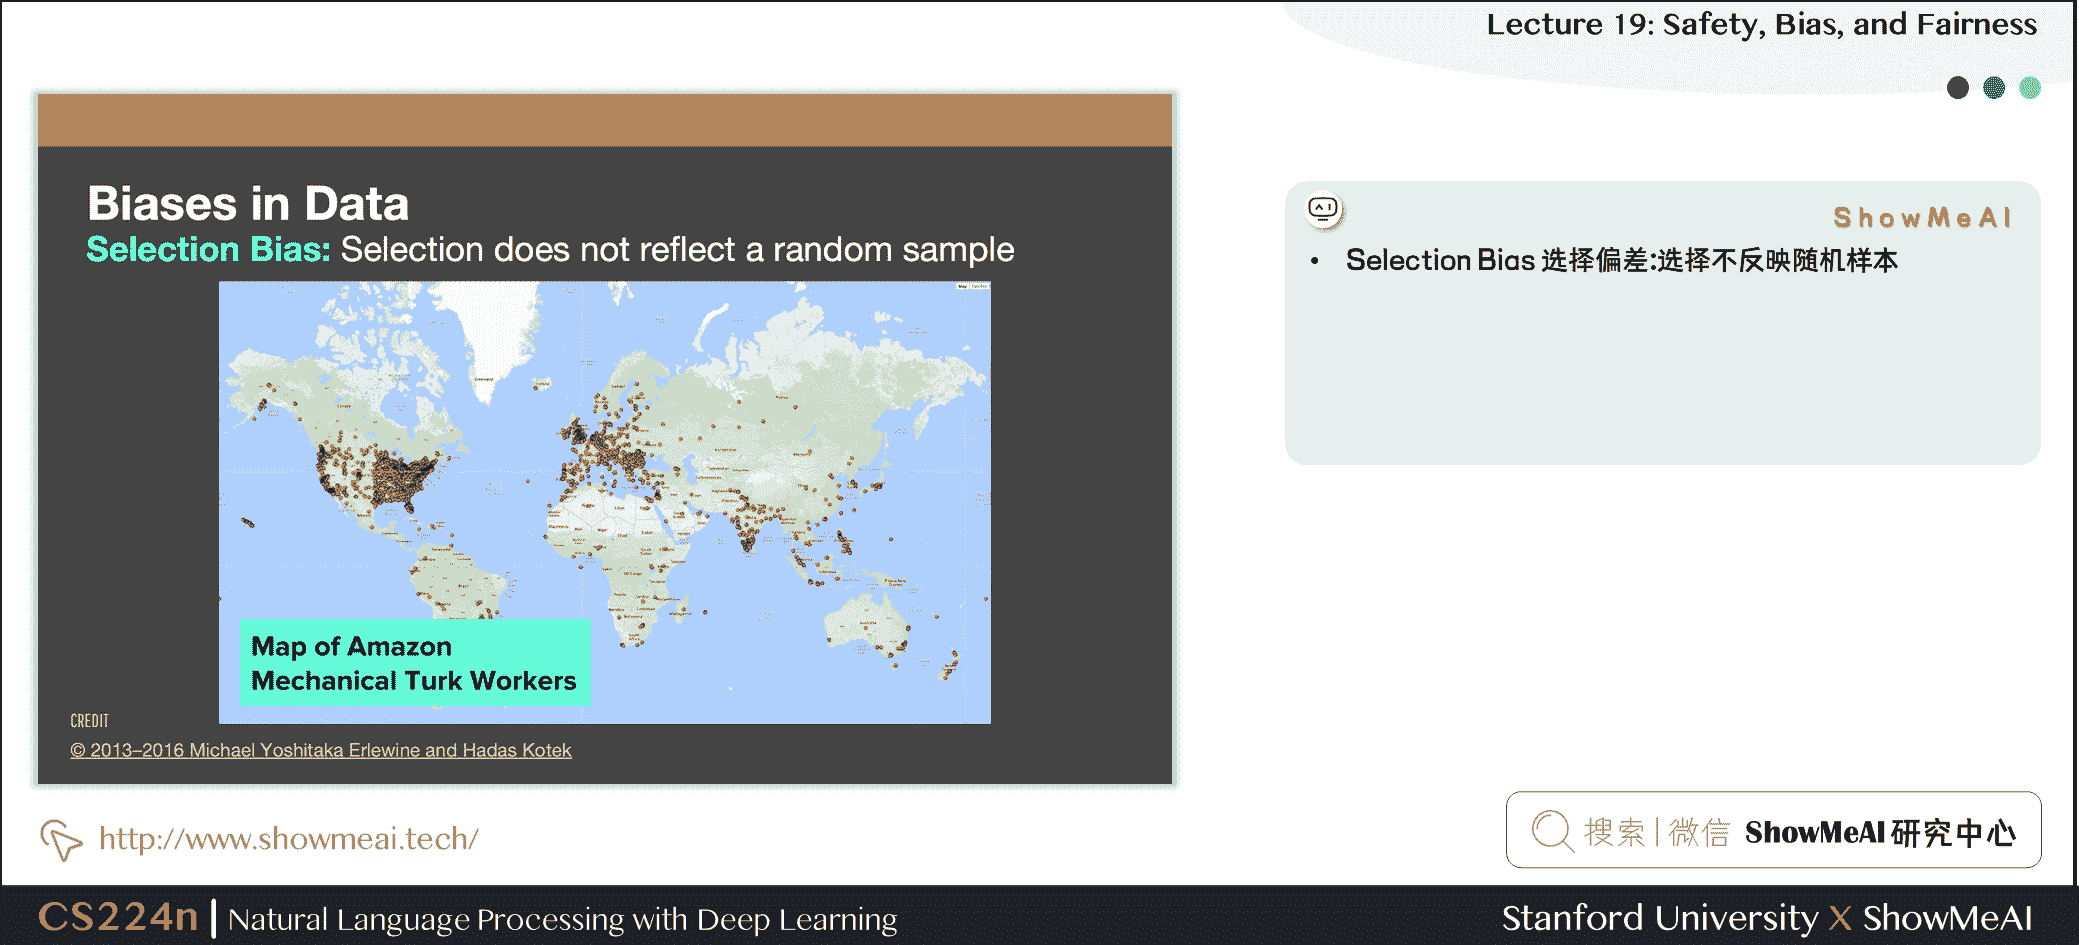 Lecture 19: Safety, Bias, and Fairness
Biases in Data
Selection Bias: Selection does not reflect a random sample
Map of Amazon
Mechanical Turk Workers
CREDIT
© 2013–2016 Michael Yoshitaka Erlewine and Hadas Kotek
ShowMeAI
• Selection Bias 选择偏差:选择不反映随机样本
http://www.showmeai.tech/
搜索 | 微信 ShowMeAI 研究中心
CS224n | Natural Language Processing with Deep Learning
Stanford University X ShowMeAI